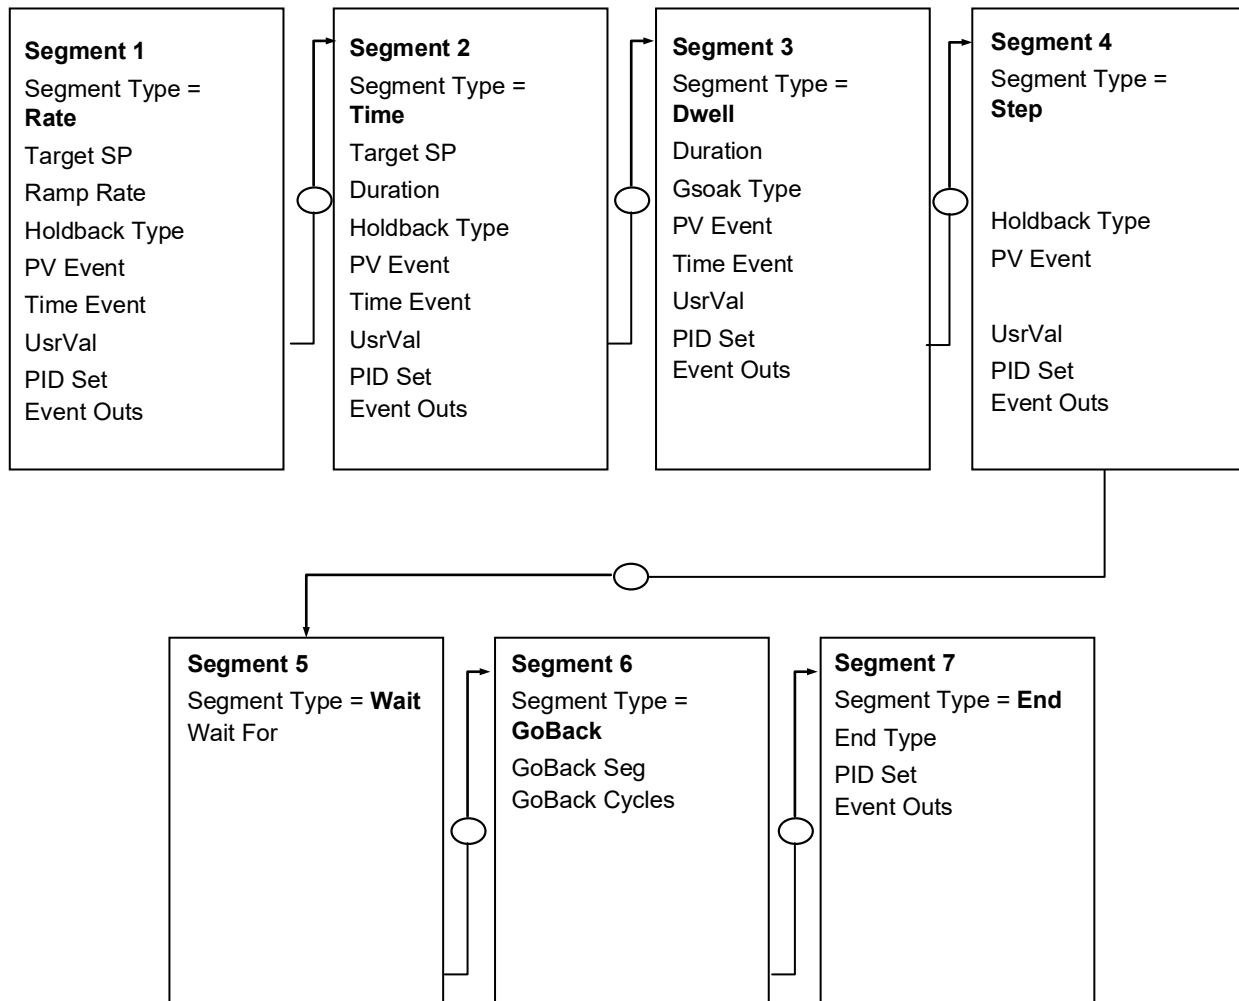 Segment 1
Segment Type =
Rate
Target SP
Ramp Rate
Holdback Type
PV Event
Time Event
UsrVal
PID Set
Event Outs
Segment 2
Segment Type =
Time
Target SP
Duration
Holdback Type
PV Event
Time Event
UsrVal
PID Set
Event Outs
Segment 3
Segment Type =
Dwell
Duration
Gsoak Type
PV Event
Time Event
UsrVal
PID Set
Event Outs
Segment 4
Segment Type =
Step
Holdback Type
PV Event
UsrVal
PID Set
Event Outs
Segment 5
Segment Type = Wait
Wait For
Segment 6
Segment Type =
GoBack
GoBack Seg
GoBack Cycles
Segment 7
Segment Type = End
End Type
PID Set
Event Outs